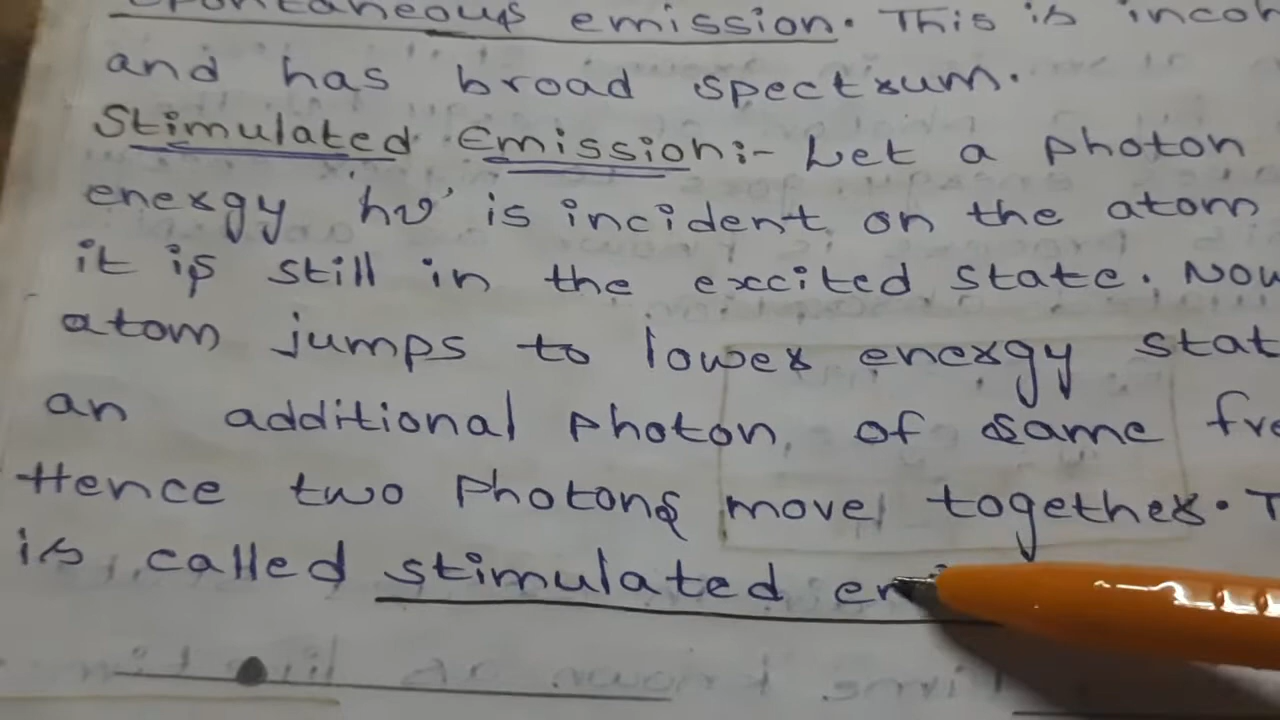 spontaneous emission. This is incoh
and has broad spectrum.
Stimulated Emission:- Let a photon
energy 'hν' is incident on the atom
it is still in the excited state. Now
atom jumps to lower energy stat
an additional photon, of same fre
Hence two photons move together. T
is called stimulated em